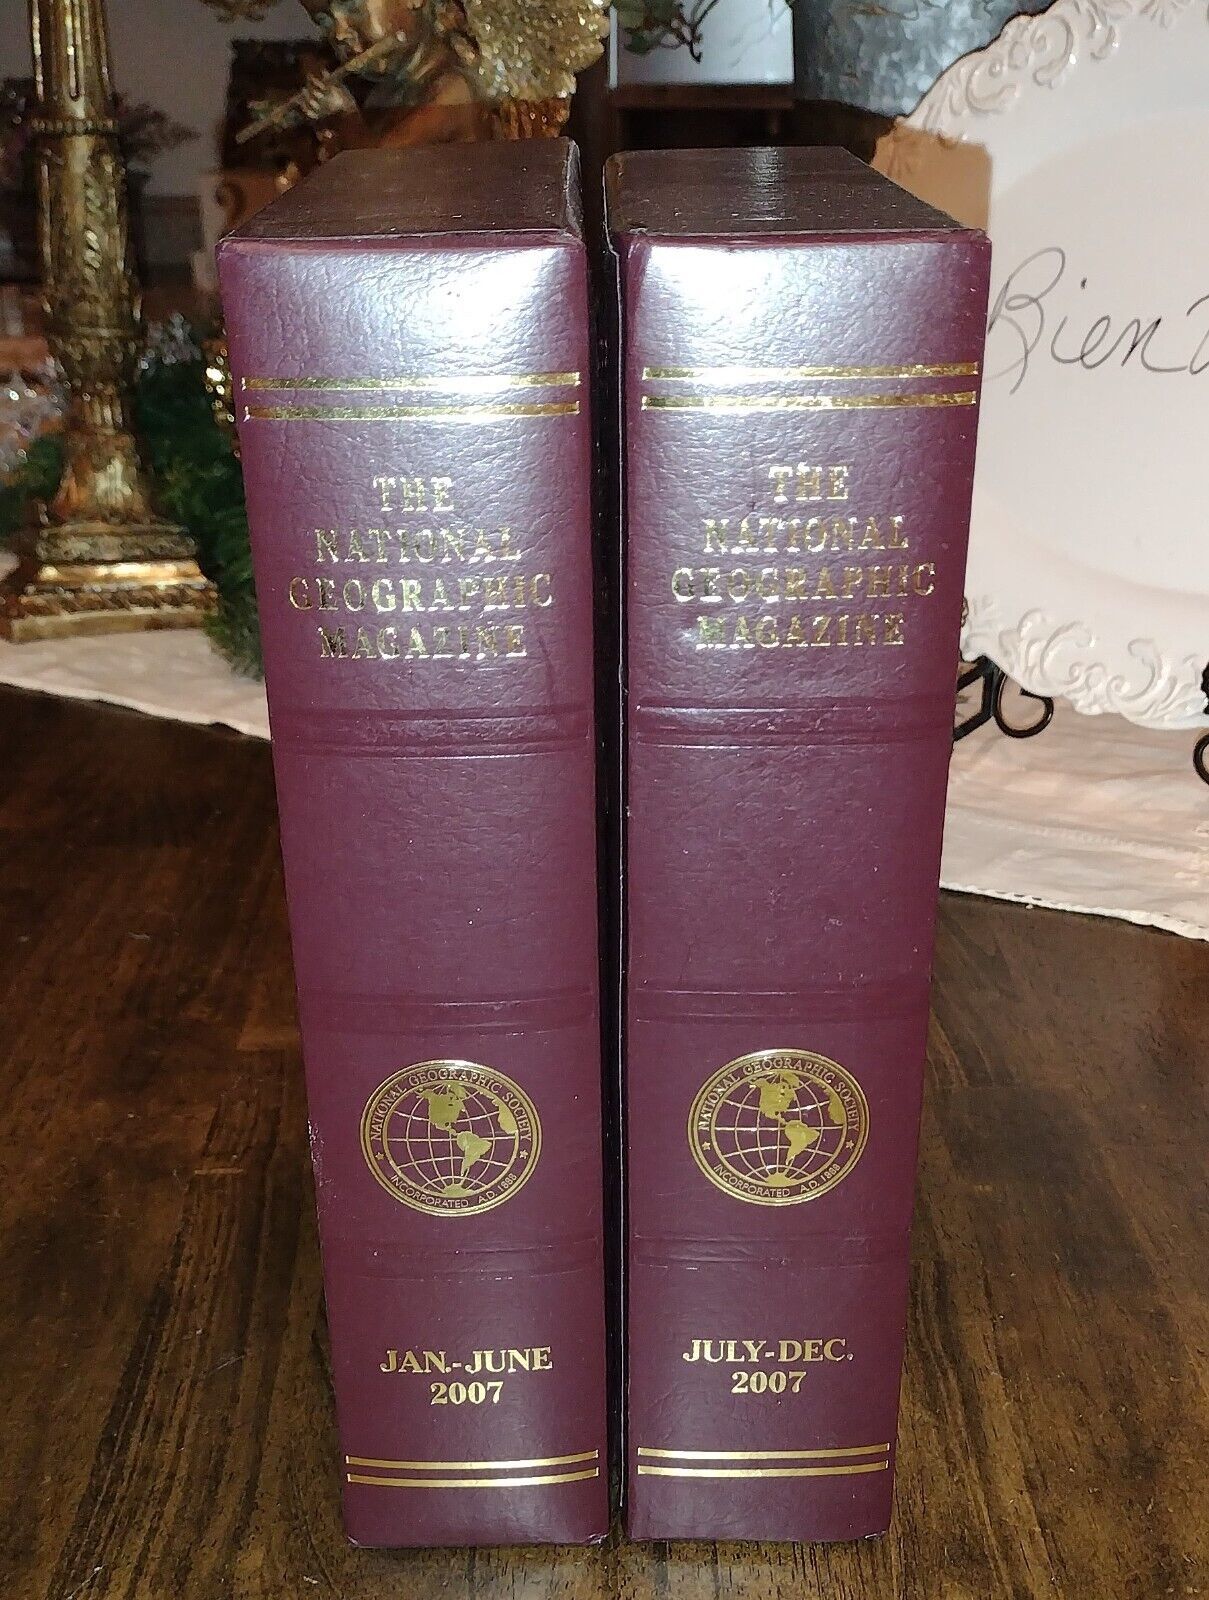 THE
NATIONAL
GEOGRAPHIC
MAGAZINE
NATIONAL GEOGRAPHIC SOCIETY
INCORPORATED A.D. 1888
JAN.-JUNE
2007
THE
NATIONAL
GEOGRAPHIC
MAGAZINE
NATIONAL GEOGRAPHIC SOCIETY
INCORPORATED A.D. 1888
JULY-DEC.
2007
Bien